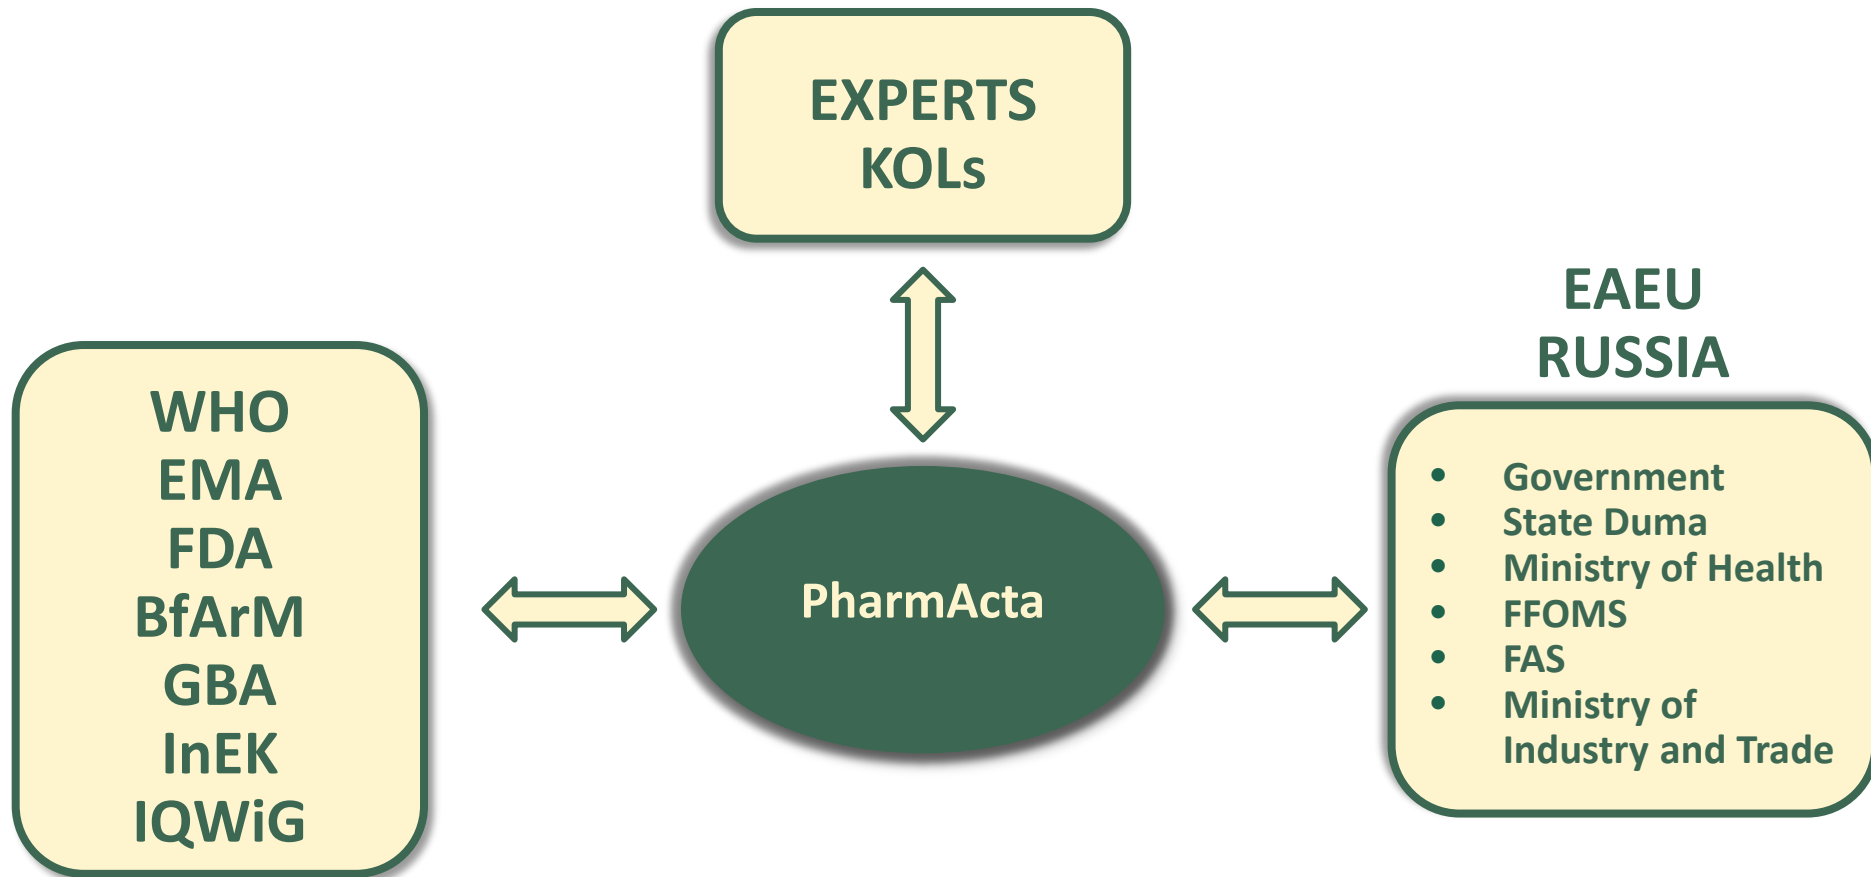 EXPERTS
KOLs
WHO
EMA
FDA
BfArM
GBA
InEK
IQWiG
PharmActa
EAEU
RUSSIA
• Government
• State Duma
• Ministry of Health
• FFOMS
• FAS
• Ministry of
Industry and Trade